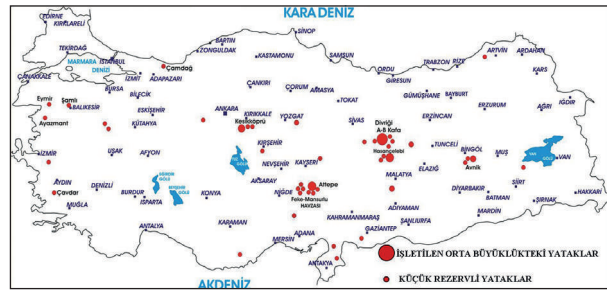 KARADENİZ
EDİRNE
KIRKLARELİ
TEKİRDAĞ
MARMARA
DENİZİ
İSTANBUL
ÇANAKKALE
İZMİT
Çamdağ
ADAPAZARI
ZONGULDAK
BARTIN
KASTAMONU
SİNOP
SAMSUN
ORDU
GİRESUN
TRABZON
RİZE
ARTVİN
ARDAHAN
KARS
BURSA
BİLECİK
Eymir
Şamlı
BALIKESİR
Ayazmant
ESKİŞEHİR
KÜTAHYA
ANKARA
ÇANKIRI
ÇORUM
AMASYA
TOKAT
GÜMÜŞHANE
BAYBURT
ERZURUM
AĞRI
IĞDIR
KIRIKKALE
Kesikköprü
YOZGAT
SİVAS
Divriği
A-B Kafa
Hasançelebi
ERZİNCAN
TUNCELİ
BİNGÖL
Avnik
MUŞ
VAN
İZMİR
UŞAK
AFYON
KIRŞEHİR
NEVŞEHİR
KAYSERİ
MALATYA
ELAZIĞ
AYDIN
Çavdar
DENİZLİ
MUĞLA
BURDUR
ISPARTA
KONYA
AKSARAY
NİĞDE
Attepe
Feke-Mansurlu
HAVZASI
ADIYAMAN
DİYARBAKIR
BATMAN
SİİRT
ŞIRNAK
HAKKARİ
MARDİN
ANTALYA
KARAMAN
MERSİN
ADANA
KAHRAMANMARAŞ
GAZİANTEP
ŞANLIURFA
ANTAKYA
AKDENİZ
İŞLETİLEN ORTA BÜYÜKLÜKTEKİ YATAKLAR
KÜÇÜK REZERVLİ YATAKLAR